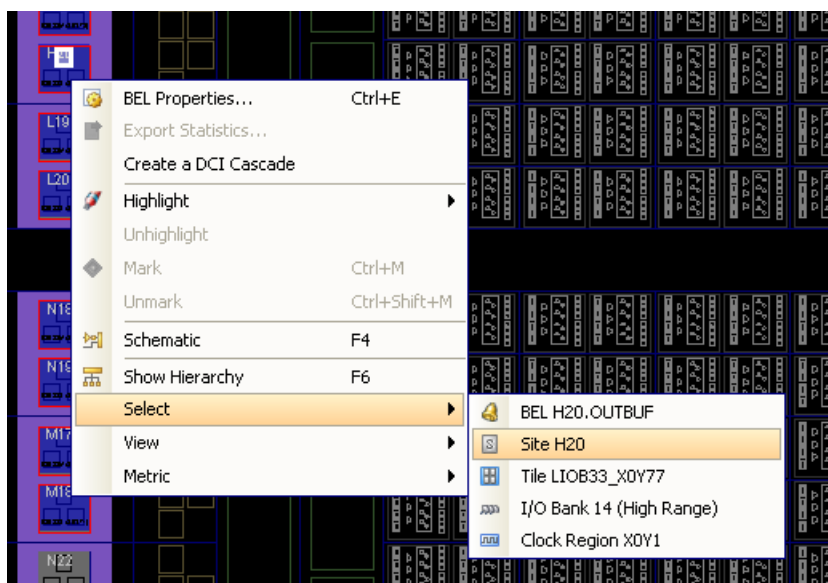 BEL Properties... Ctrl+E
L19
Export Statistics...
Create a DCI Cascade
L20
Highlight
Unhighlight
Mark Ctrl+M
Unmark Ctrl+Shift+M
N18
Schematic F4
N19
Show Hierarchy F6
Select
BEL H20.OUTBUF
M17
View
Site H20
Metric
Tile LIOB33_X0Y77
M18
I/O Bank 14 (High Range)
Clock Region X0Y1
N22